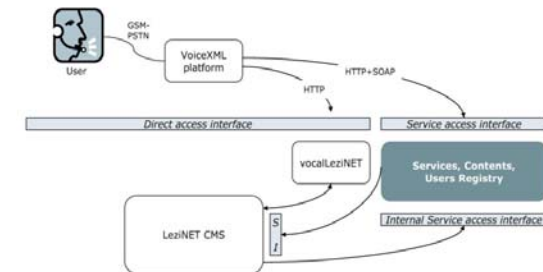 GSM-
PSTN
User
VoiceXML
platform
HTTP+SOAP
HTTP
Direct access interface
Service access interface
vocalLeziNET
Services, Contents,
Users Registry
Internal Service access interface
LeziNET CMS
S
I